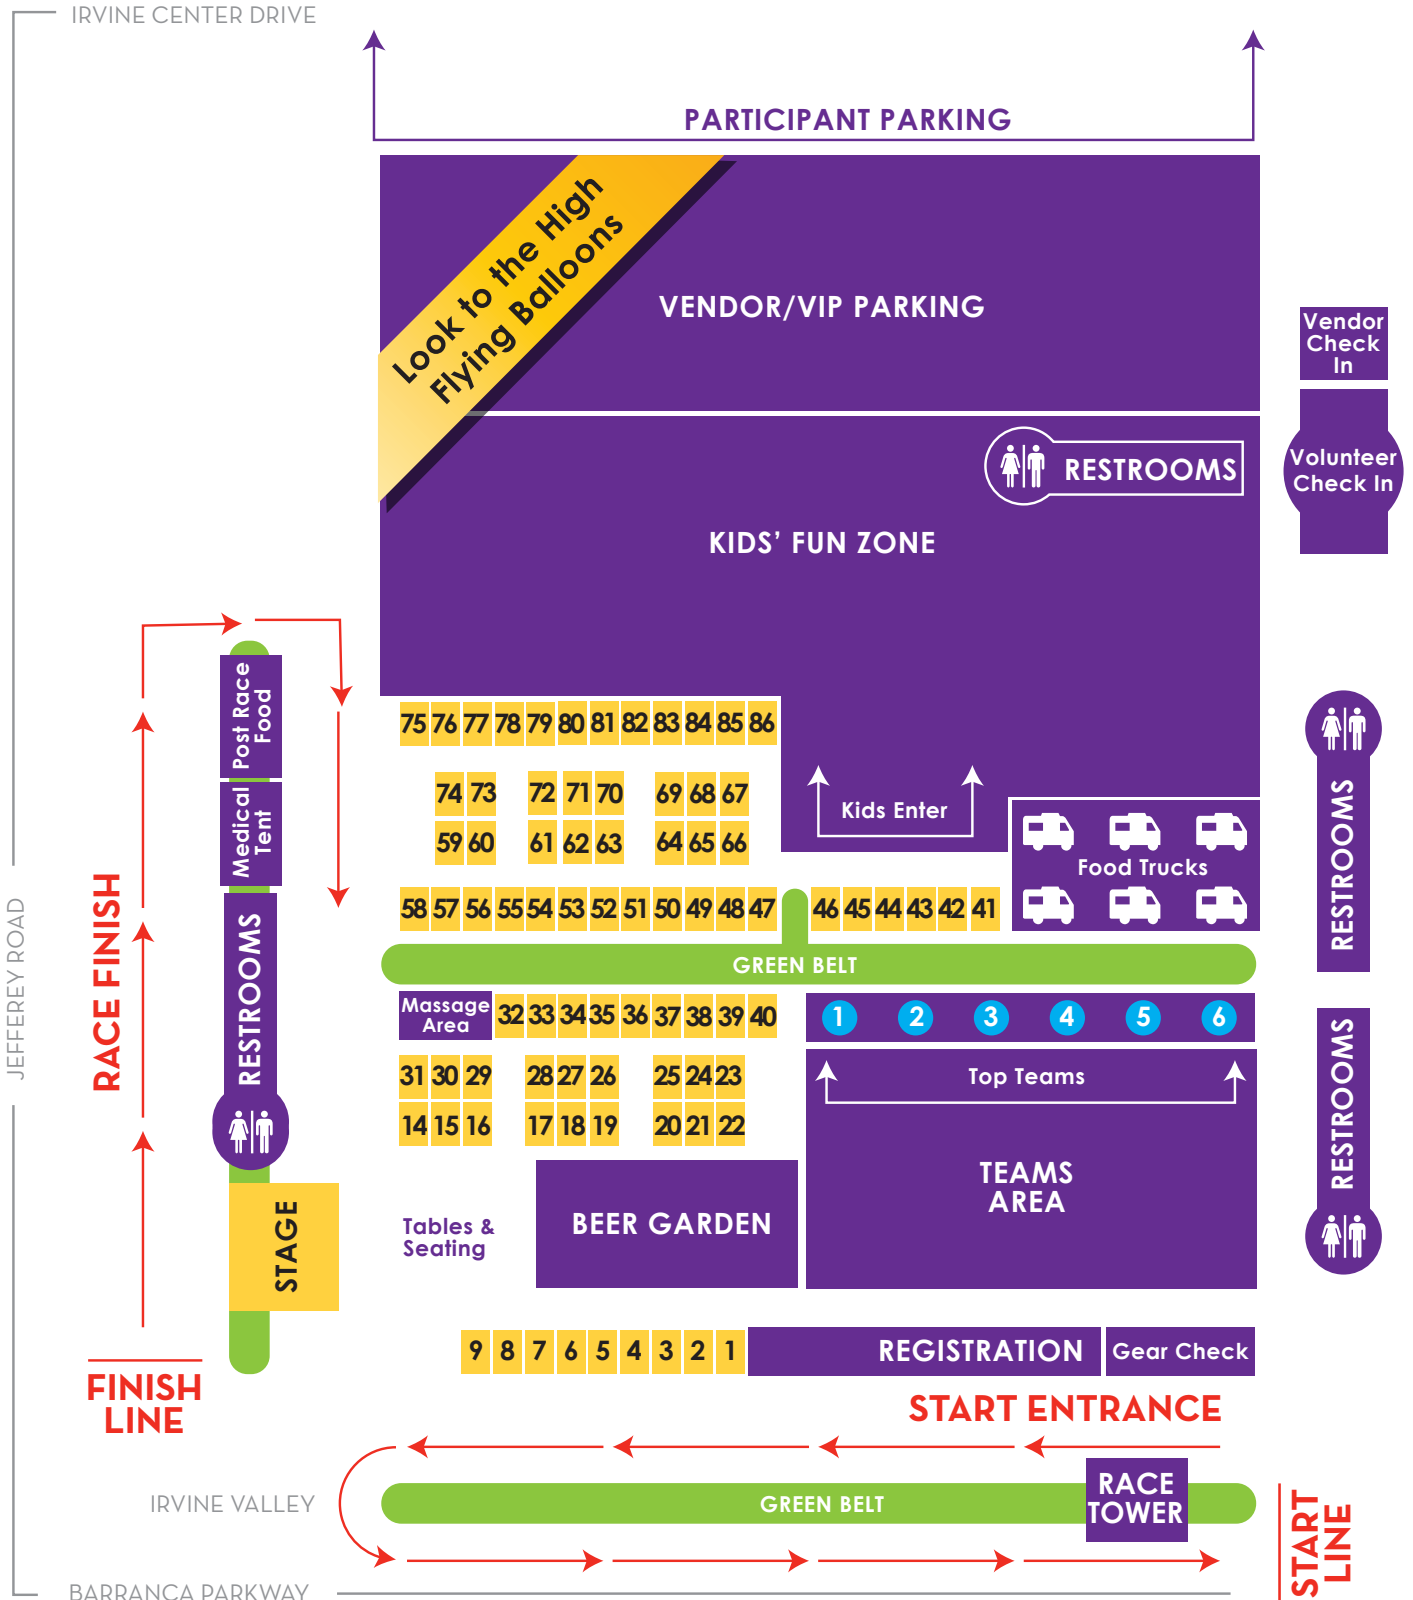 IRVINE CENTER DRIVE
PARTICIPANT PARKING
Look to the High
Flying Balloons
VENDOR/VIP PARKING
Vendor
Check
In
RESTROOMS
Volunteer
Check In
KIDS' FUN ZONE
Post Race
Food
Medical
Tent
RESTROOMS
STAGE
RACE FINISH
JEFFEREY ROAD
75 76 77 78 79 80 81 82 83 84 85 86
74 73 72 71 70 69 68 67
59 60 61 62 63 64 65 66
Kids Enter
Food Trucks
RESTROOMS
58 57 56 55 54 53 52 51 50 49 48 47 46 45 44 43 42 41
GREEN BELT
Massage
Area
32 33 34 35 36 37 38 39 40
1 2 3 4 5 6
31 30 29 28 27 26 25 24 23
14 15 16 17 18 19 20 21 22
Top Teams
TEAMS
AREA
RESTROOMS
Tables &
Seating
BEER GARDEN
9 8 7 6 5 4 3 2 1
REGISTRATION
Gear Check
FINISH
LINE
START ENTRANCE
IRVINE VALLEY
GREEN BELT
RACE
TOWER
START
LINE
BARRANCA PARKWAY